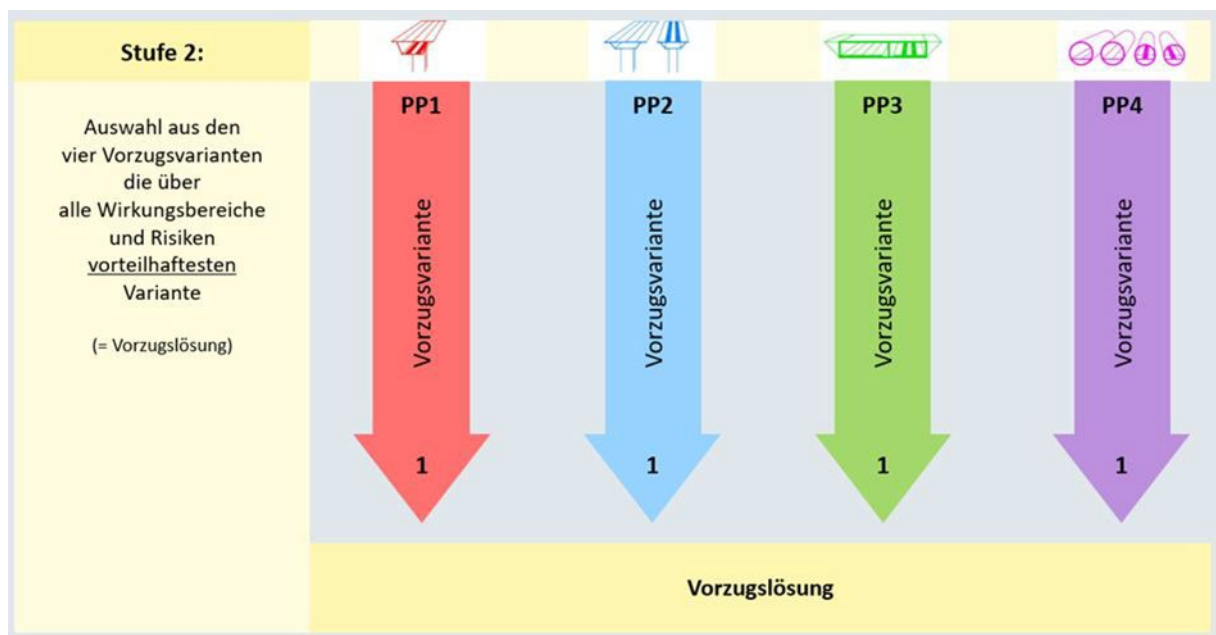 Stufe 2:
PP1
PP2
PP3
PP4
Auswahl aus den
vier Vorzugsvarianten
die über
alle Wirkungsbereiche
und Risiken
vorteilhaftesten
Variante
(= Vorzugslösung)
Vorzugsvariante
Vorzugsvariante
Vorzugsvariante
Vorzugsvariante
1
1
1
1
Vorzugslösung